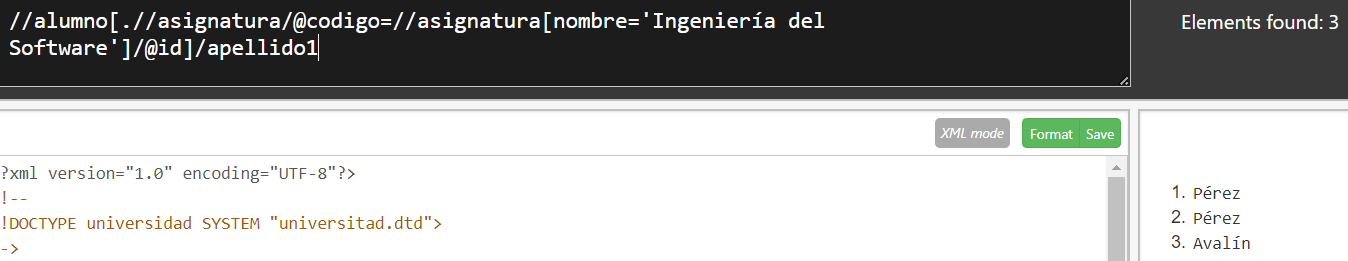 //alumno[.//asignatura/@codigo=//asignatura[nombre='Ingeniería del
Software']/@id]/apellido1
Elements found: 3
XML mode
Format
Save
?xml version="1.0" encoding="UTF-8"?>
!--
!DOCTYPE universidad SYSTEM "universitad.dtd">
->
1. Pérez
2. Pérez
3. Avalín